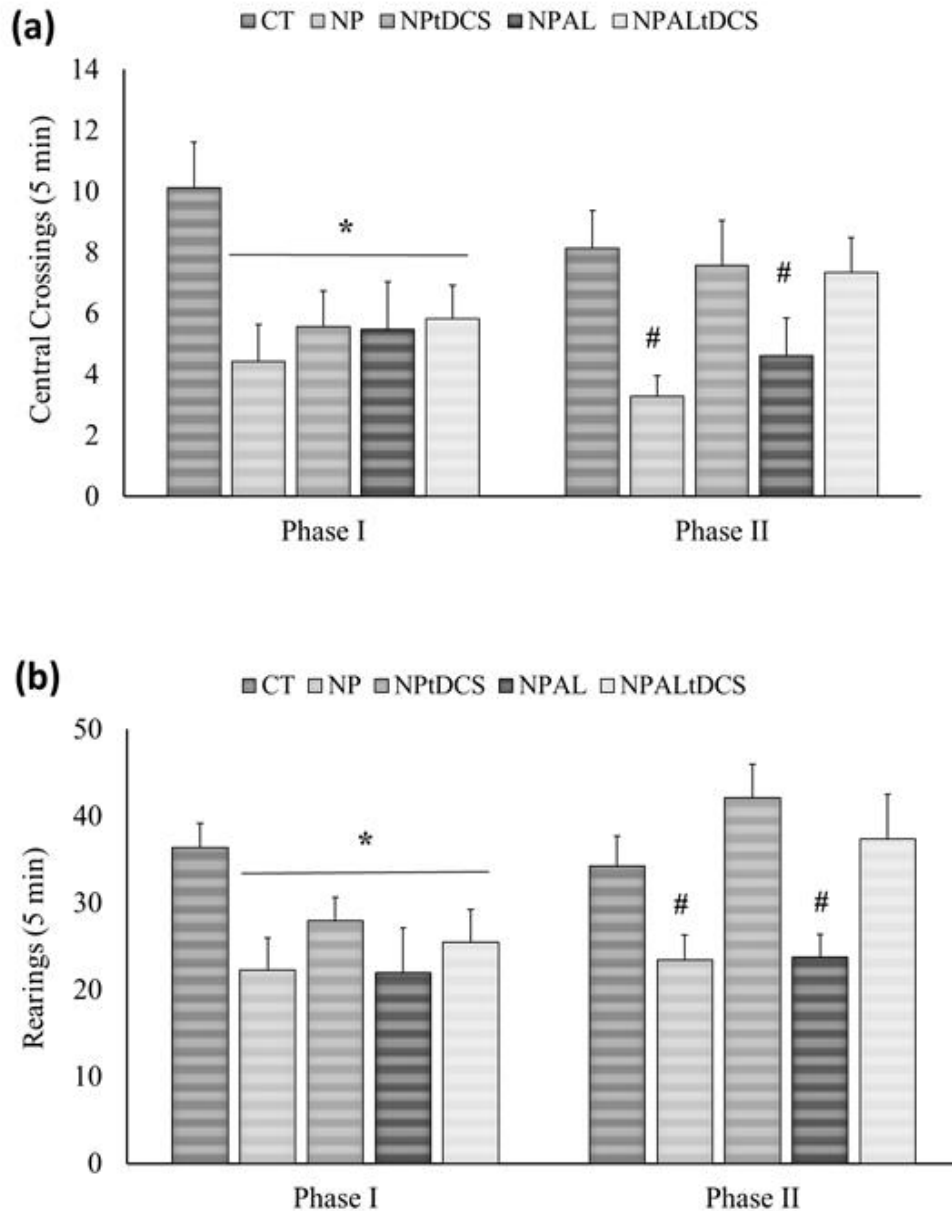 (a)
CT NP NPtDCS NPAL NPALtDCS
Central Crossings (5 min)
14
12
10
8
6
4
2
0
*
#
#
Phase I Phase II
(b)
CT NP NPtDCS NPAL NPALtDCS
Rearings (5 min)
50
40
30
20
10
0
*
#
#
Phase I Phase II